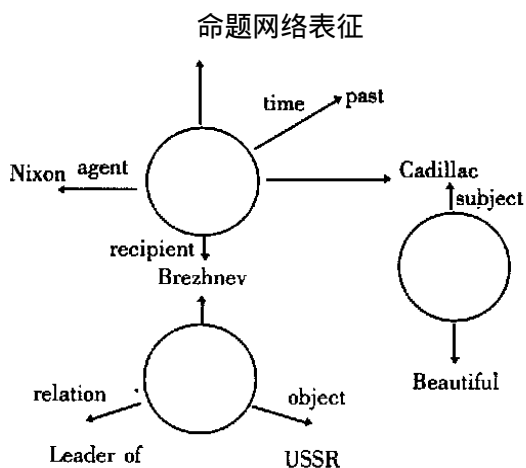 命题网络表征
time
past
Nixon
agent
Cadillac
subject
recipient
Brezhnev
relation
object
Beautiful
Leader of
USSR